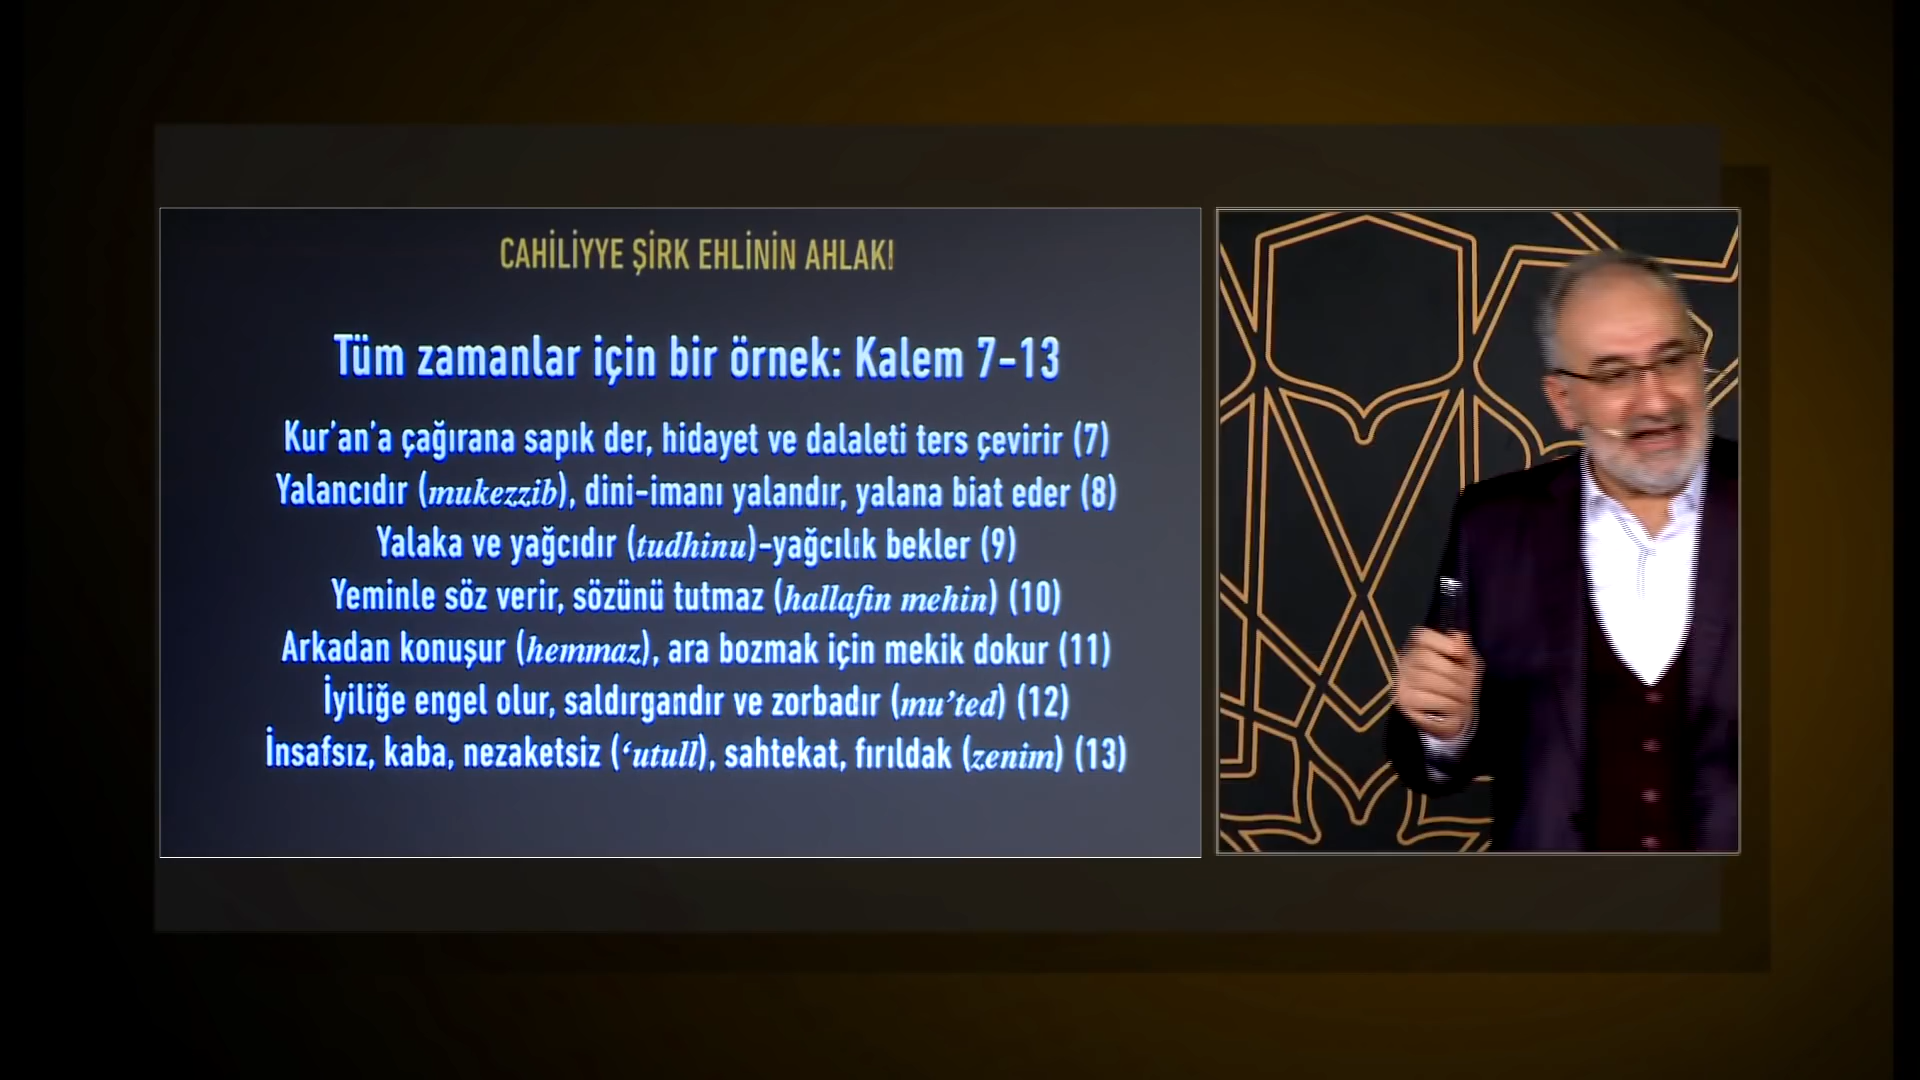 CAHİLİYYE ŞİRK EHLİNİN AHLAKI
Tüm zamanlar için bir örnek: Kalem 7-13
Kur'an'a çağırana sapık der, hidayet ve dalaleti ters çevirir (7)
Yalancıdır (mukezzib), dini-imanı yalandır, yalana biat eder (8)
Yalaka ve yağcıdır (tudhinu)-yağcılık bekler (9)
Yeminle söz verir, sözünü tutmaz (hallafin mehin) (10)
Arkadan konuşur (hemmaz), ara bozmak için mekik dokur (11)
İyiliğe engel olur, saldırgandır ve zorbadır (mu'ted) (12)
İnsafsız, kaba, nezaketsiz ('utull), sahtekat, fırıldak (zenim) (13)